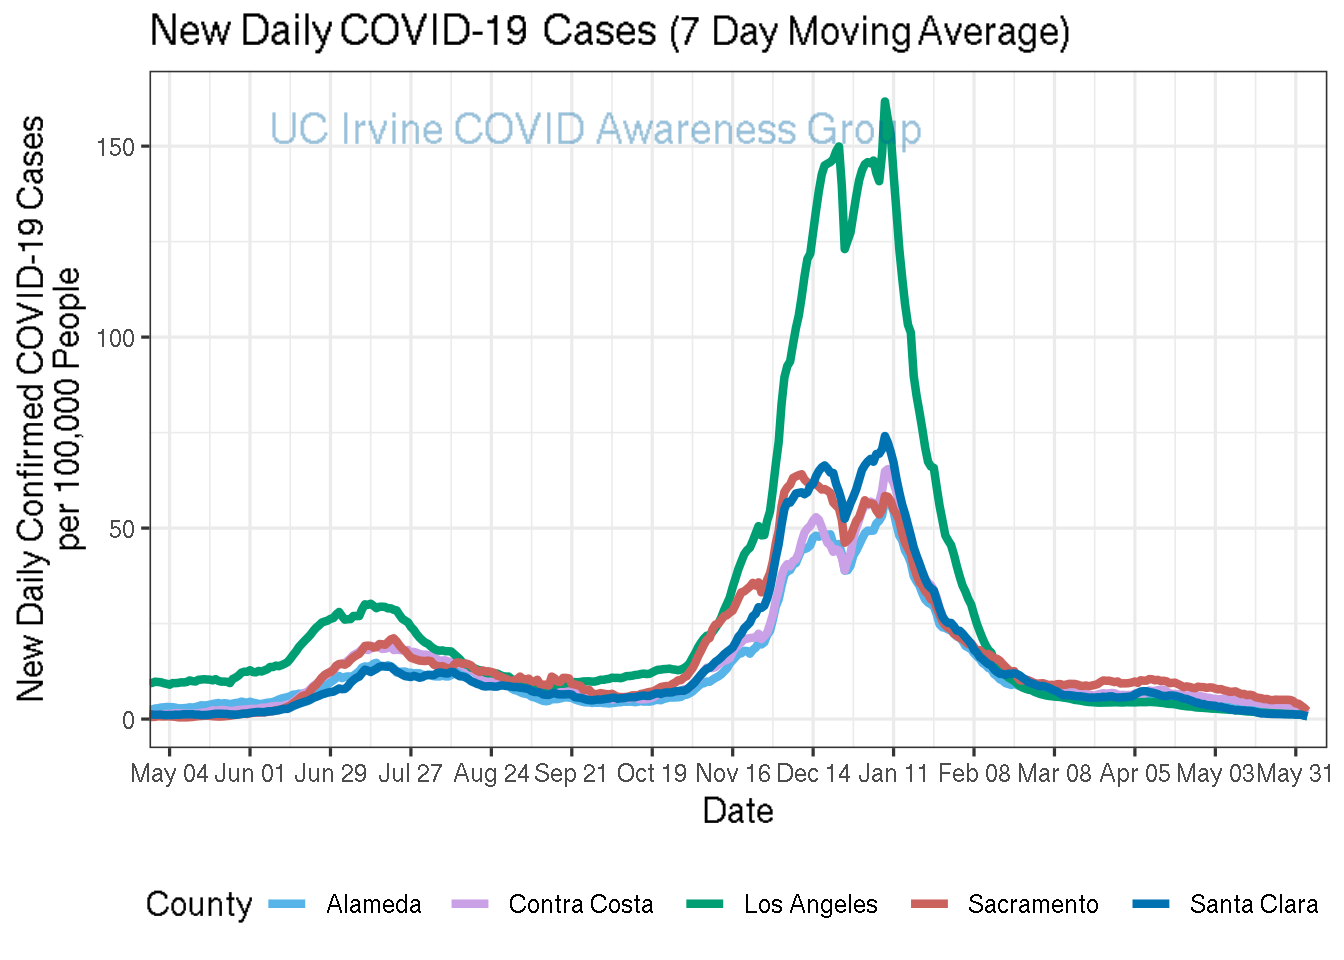 New Daily COVID-19 Cases (7 Day Moving Average)
UC Irvine COVID Awareness Group
New Daily Confirmed COVID-19 Cases
per 100,000 People
150
100
50
0
May 04 Jun 01 Jun 29 Jul 27 Aug 24 Sep 21 Oct 19 Nov 16 Dec 14 Jan 11 Feb 08 Mar 08 Apr 05 May 03 May 31
Date
County Alameda Contra Costa Los Angeles Sacramento Santa Clara